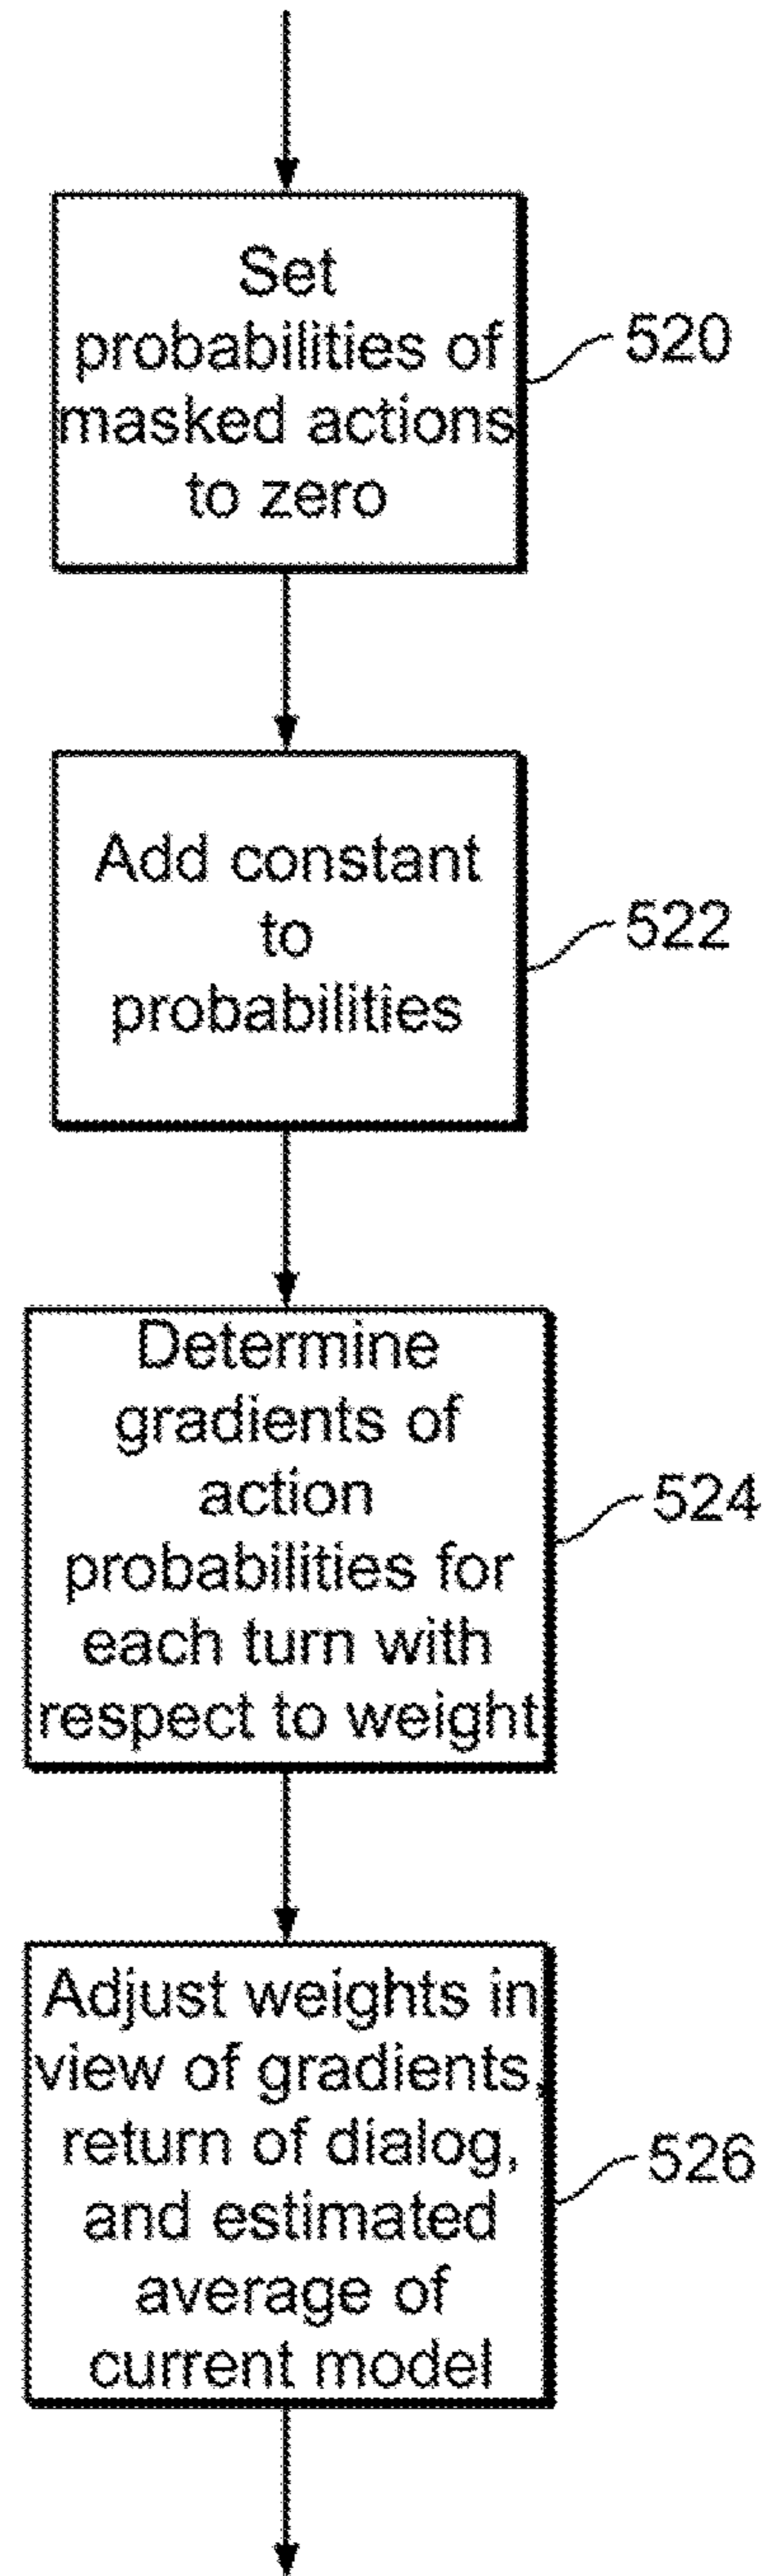 Set
probabilities of
masked actions
to zero
520
Add constant
to
probabilities
522
Determine
gradients of
action
probabilities for
each turn with
respect to weight
524
Adjust weights in
view of gradients,
return of dialog,
and estimated
average of
current model
526